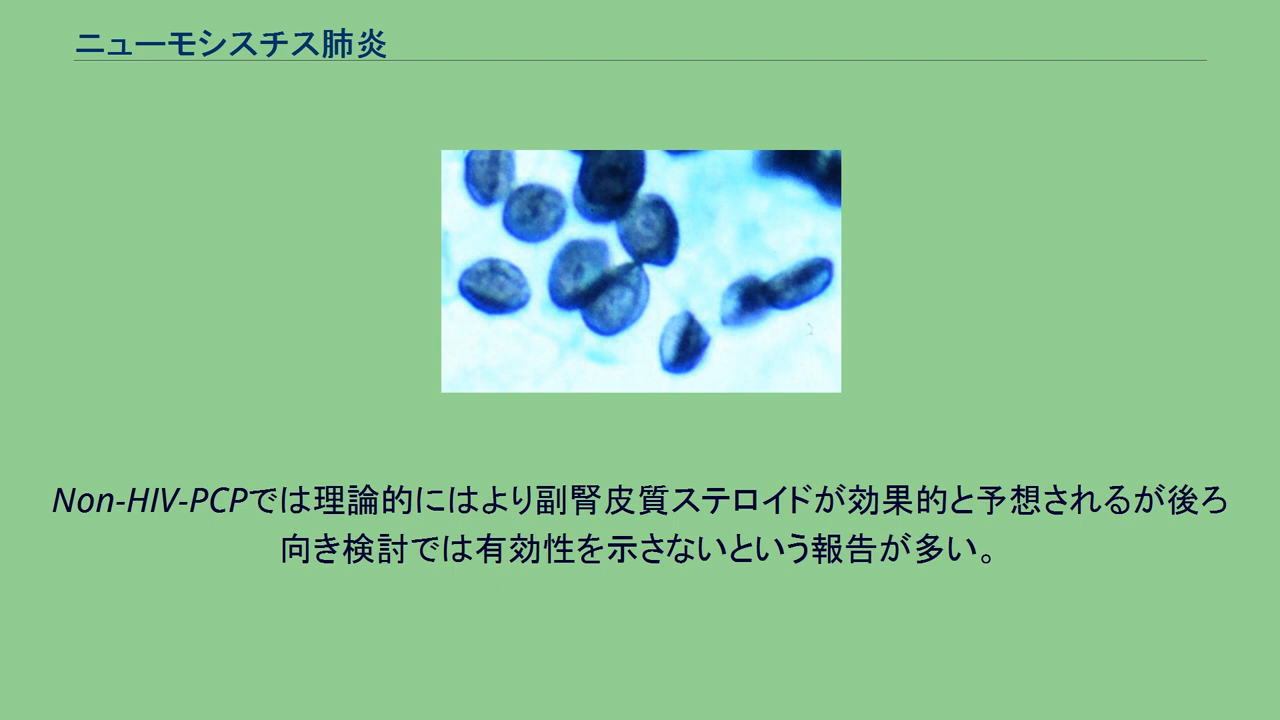 ニューモシスチス肺炎
Non-HIV-PCPでは理論的にはより副腎皮質ステロイドが効果的と予想されるが後ろ
向き検討では有効性を示さないという報告が多い。